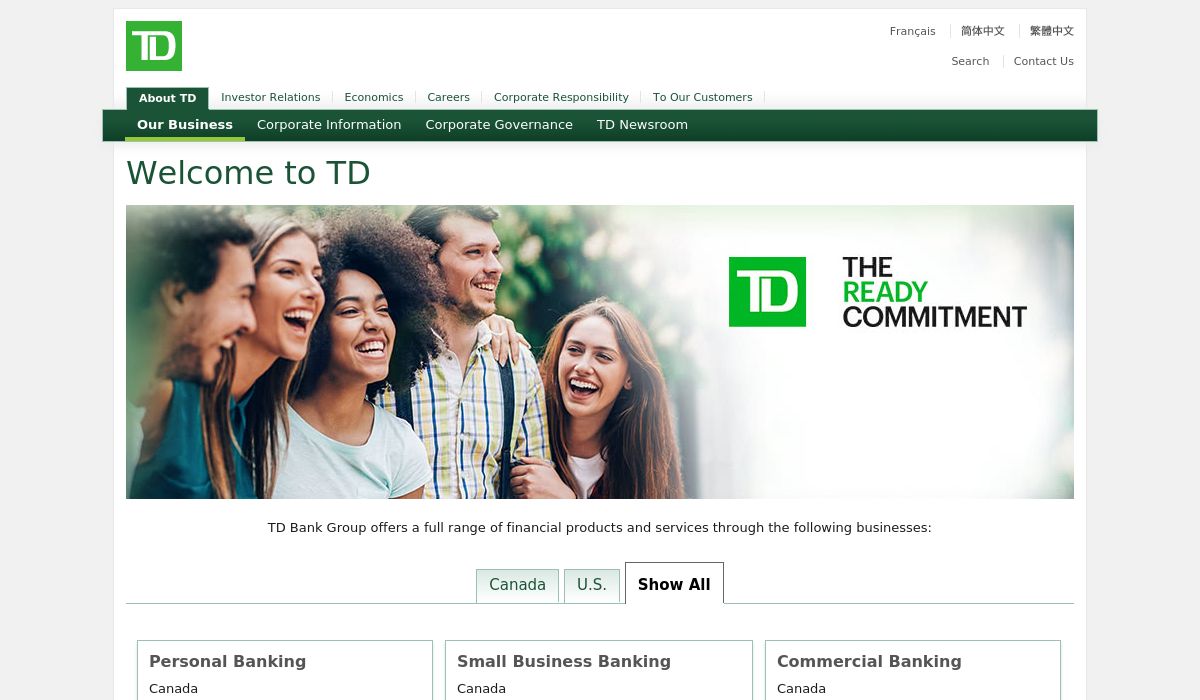 TD
Français 简体中文 繁體中文
Search Contact Us
About TD Investor Relations Economics Careers Corporate Responsibility To Our Customers
Our Business Corporate Information Corporate Governance TD Newsroom
Welcome to TD
TD
THE
READY
COMMITMENT
TD Bank Group offers a full range of financial products and services through the following businesses:
Canada U.S. Show All
Personal Banking Small Business Banking Commercial Banking
Canada Canada Canada